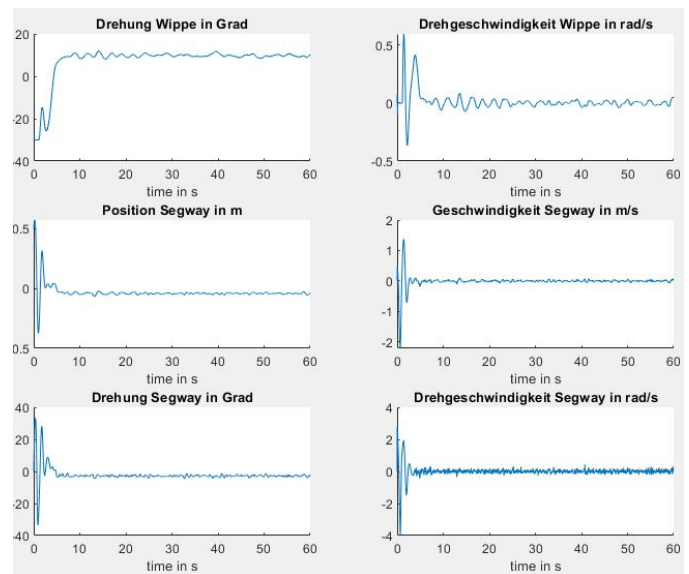 Drehung Wippe in Grad
20
0
-20
-40
0 10 20 30 40 50 60
time in s
Drehgeschwindigkeit Wippe in rad/s
0.5
0
-0.5
0 10 20 30 40 50 60
time in s
Position Segway in m
0.5
0
0.5
0 10 20 30 40 50 60
time in s
Geschwindigkeit Segway in m/s
2
1
0
-1
-2
0 10 20 30 40 50 60
time in s
Drehung Segway in Grad
40
20
0
-20
-40
0 10 20 30 40 50 60
time in s
Drehgeschwindigkeit Segway in rad/s
4
2
0
-2
-4
0 10 20 30 40 50 60
time in s